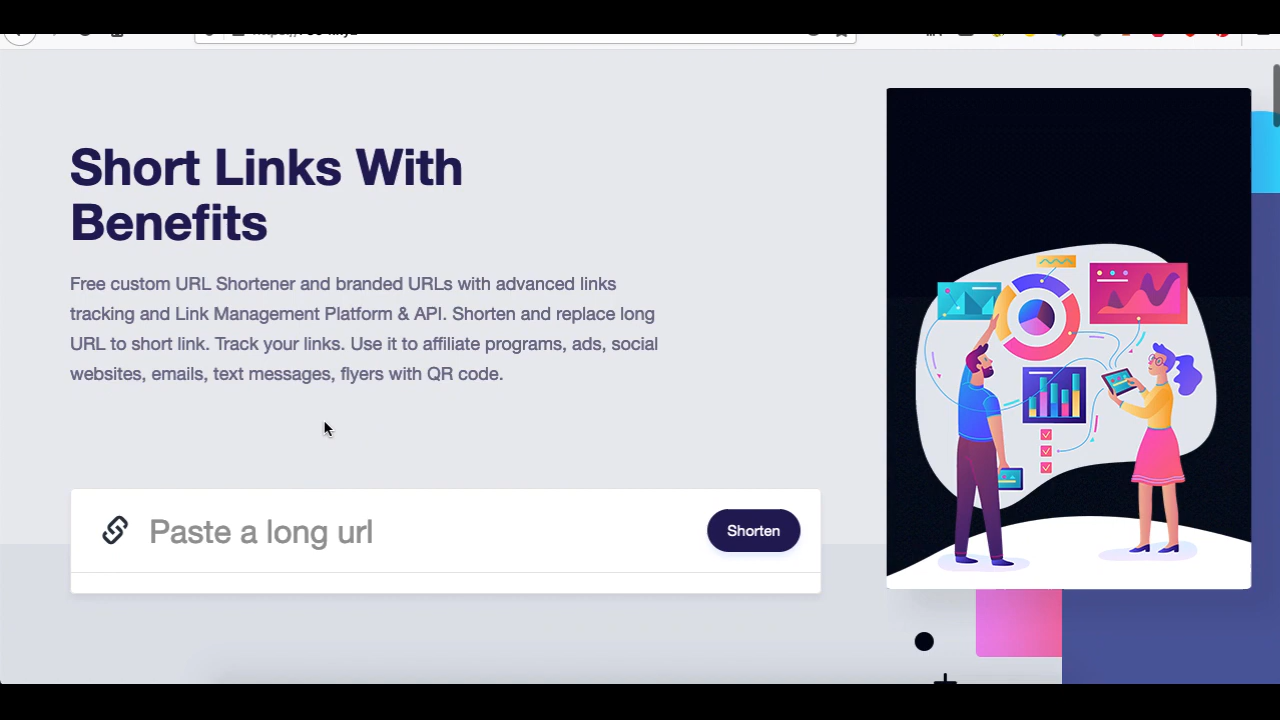 Short Links With
Benefits
Free custom URL Shortener and branded URLs with advanced links
tracking and Link Management Platform & API. Shorten and replace long
URL to short link. Track your links. Use it to affiliate programs, ads, social
websites, emails, text messages, flyers with QR code.
Paste a long url
Shorten